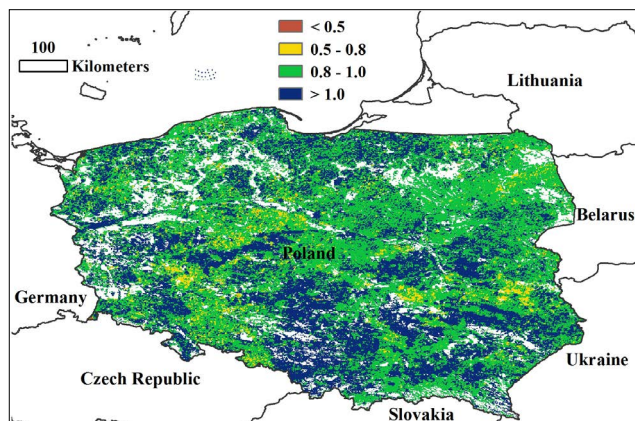 < 0.5
0.5 - 0.8
0.8 - 1.0
> 1.0
100
Kilometers
Lithuania
Belarus
Poland
Germany
Ukraine
Czech Republic
Slovakia